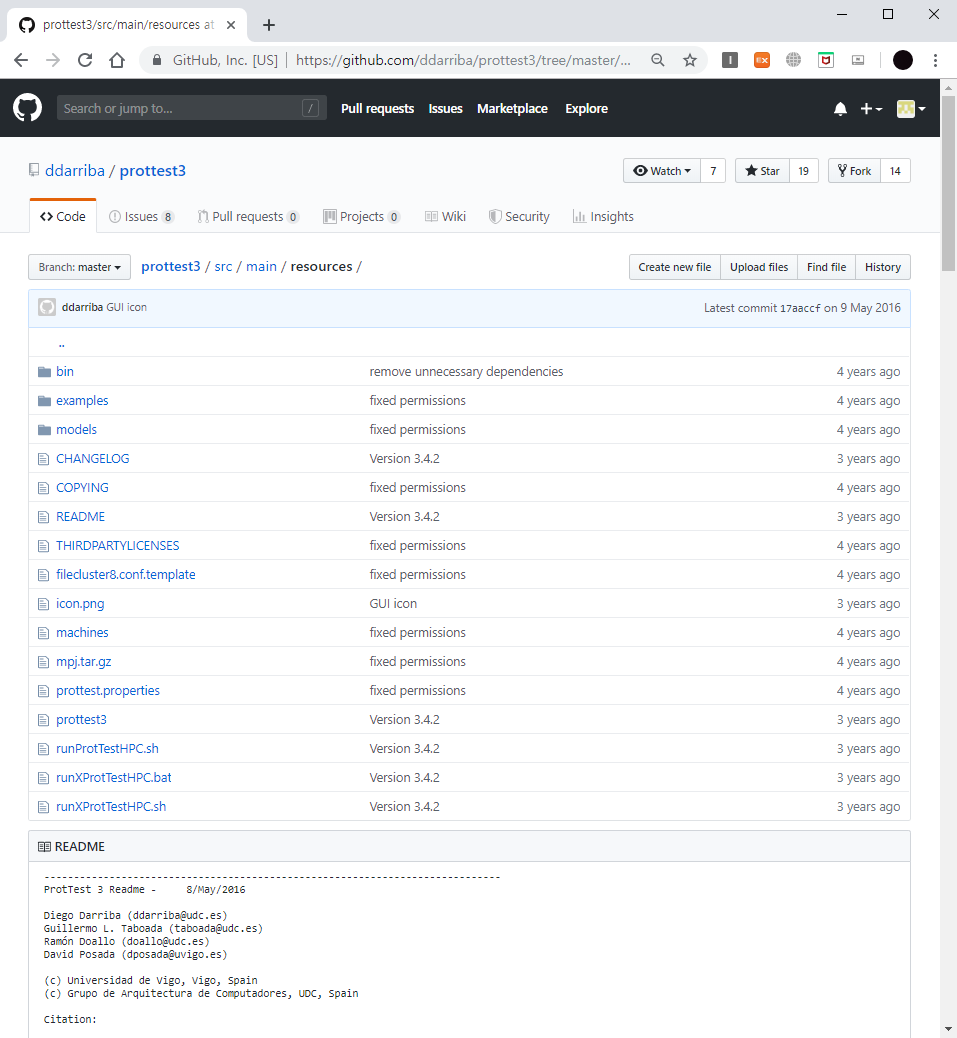 prottest3/src/main/resources at
GitHub, Inc. [US] | https://github.com/ddarriba/prottest3/tree/master/...
Search or jump to... /
Pull requests Issues Marketplace Explore
ddarriba / prottest3
Watch 7 Star 19 Fork 14
Code Issues 8 Pull requests 0 Projects 0 Wiki Security Insights
Branch: master prottest3 / src / main / resources /
Create new file Upload files Find file History
ddarriba GUI icon Latest commit 17aaccf on 9 May 2016
..
bin remove unnecessary dependencies 4 years ago
examples fixed permissions 4 years ago
models fixed permissions 4 years ago
CHANGELOG Version 3.4.2 3 years ago
COPYING fixed permissions 4 years ago
README Version 3.4.2 3 years ago
THIRDPARTYLICENSES fixed permissions 4 years ago
filecluster8.conf.template fixed permissions 4 years ago
icon.png GUI icon 3 years ago
machines fixed permissions 4 years ago
mpj.tar.gz fixed permissions 4 years ago
prottest.properties fixed permissions 4 years ago
prottest3 Version 3.4.2 3 years ago
runProtTestHPC.sh Version 3.4.2 3 years ago
runXProtTestHPC.bat Version 3.4.2 3 years ago
runXProtTestHPC.sh Version 3.4.2 3 years ago
README
----------------------------------------------------------------------------
ProtTest 3 Readme - 8/May/2016
Diego Darriba (ddarriba@udc.es)
Guillermo L. Taboada (taboada@udc.es)
Ramón Doallo (doallo@udc.es)
David Posada (dposada@uvigo.es)
(c) Universidad de Vigo, Vigo, Spain
(c) Grupo de Arquitectura de Computadores, UDC, Spain
Citation: